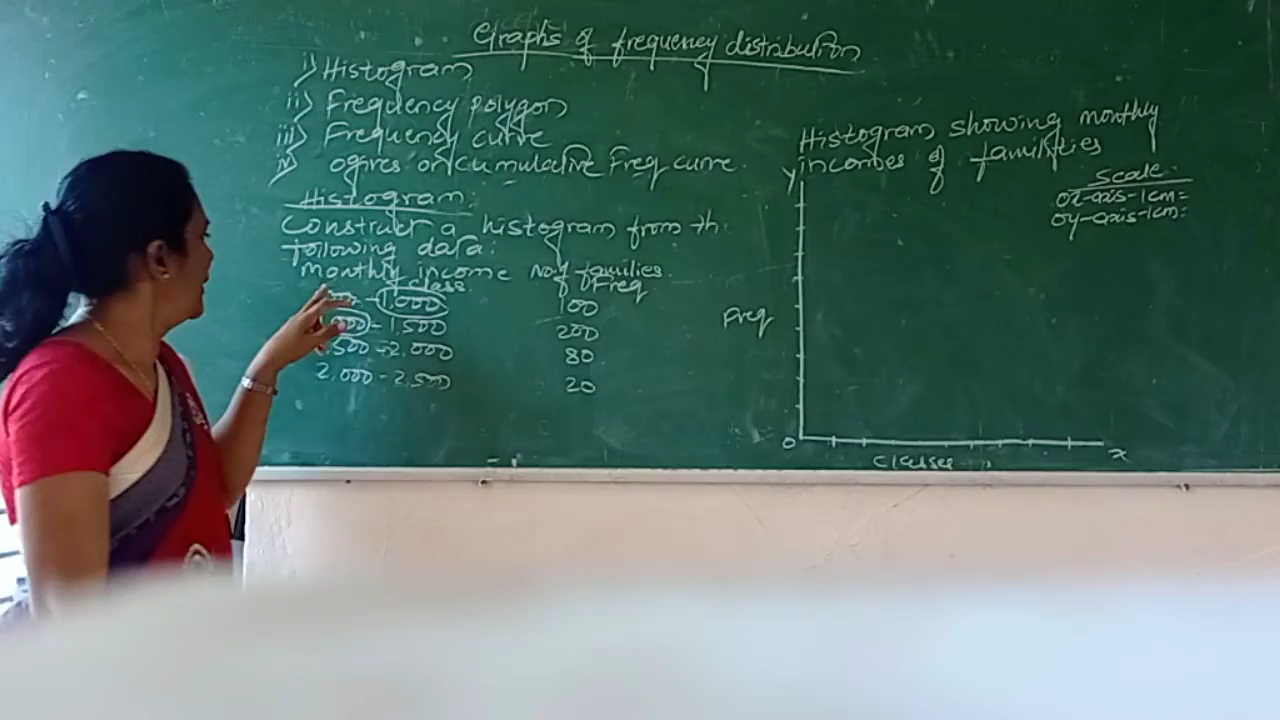 Graphs of frequency distribution
i) Histogram
ii) Frequency polygon
iii) Frequency curve
iv) ogives or cumulative Freq curve.
Histogram:
Construct a histogram from th
following data:
Monthly income No. of families.
class. Freq
- 1,000 100
000 - 1,500 200
,500 - 2,000 80
2,000 - 2,500 20
Histogram showing monthly
incomes of families
Scale
ox-axis-1cm=
oy-axis-1cm=
y
Freq
0
classes
x